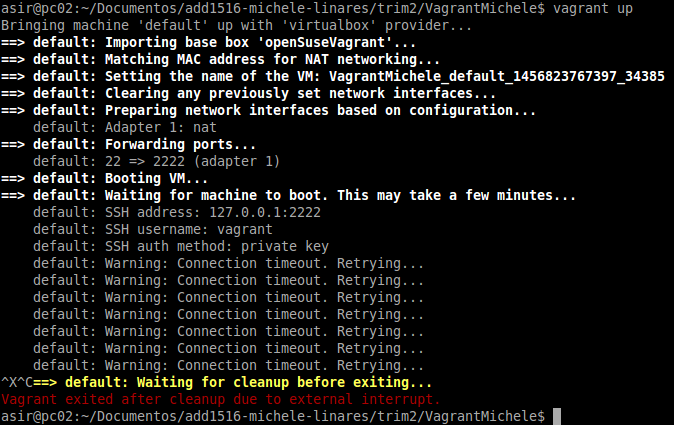 asir@pc02:~/Documentos/add1516-michele-linares/trim2/VagrantMichele$ vagrant up
Bringing machine 'default' up with 'virtualbox' provider...
==> default: Importing base box 'openSuseVagrant'...
==> default: Matching MAC address for NAT networking...
==> default: Setting the name of the VM: VagrantMichele_default_1456823767397_34385
==> default: Clearing any previously set network interfaces...
==> default: Preparing network interfaces based on configuration...
    default: Adapter 1: nat
==> default: Forwarding ports...
    default: 22 => 2222 (adapter 1)
==> default: Booting VM...
==> default: Waiting for machine to boot. This may take a few minutes...
    default: SSH address: 127.0.0.1:2222
    default: SSH username: vagrant
    default: SSH auth method: private key
    default: Warning: Connection timeout. Retrying...
    default: Warning: Connection timeout. Retrying...
    default: Warning: Connection timeout. Retrying...
    default: Warning: Connection timeout. Retrying...
    default: Warning: Connection timeout. Retrying...
    default: Warning: Connection timeout. Retrying...
    default: Warning: Connection timeout. Retrying...
^X^C==> default: Waiting for cleanup before exiting...
Vagrant exited after cleanup due to external interrupt.
asir@pc02:~/Documentos/add1516-michele-linares/trim2/VagrantMichele$